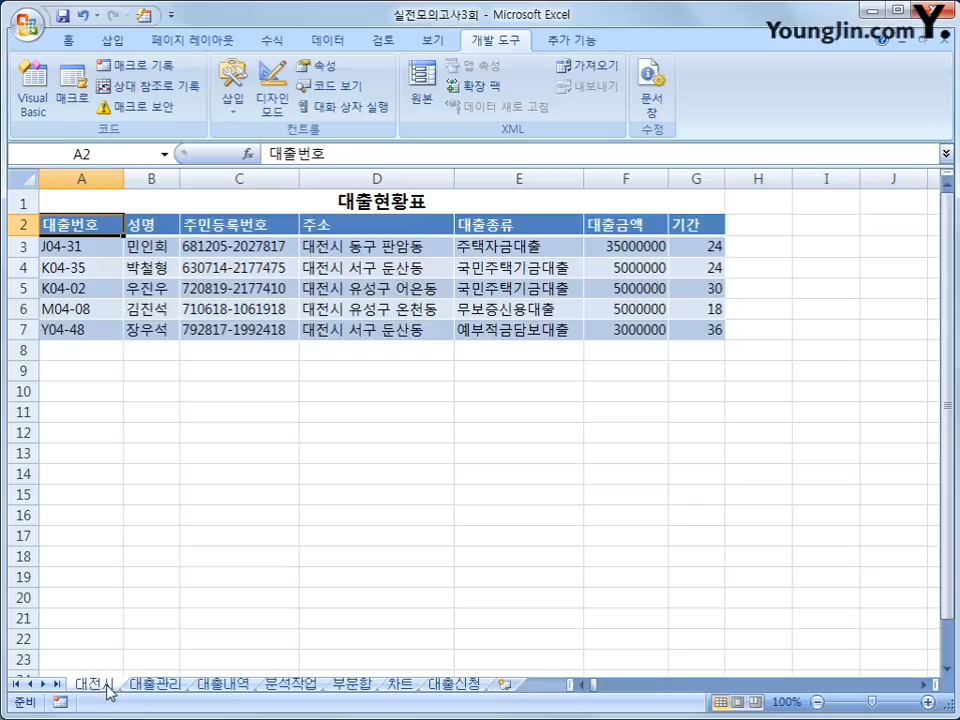 실전모의고사3회 - Microsoft Excel
YoungJin.com Y.
홈 삽입 페이지 레이아웃 수식 데이터 검토 보기 개발 도구 추가 기능
Visual Basic
매크로
매크로 기록
상대 참조로 기록
매크로 보안
코드
삽입
디자인 모드
속성
코드 보기
대화 상자 실행
컨트롤
원본
맵 속성
확장 팩
데이터 새로 고침
가져오기
내보내기
XML
문서 창
수정
A2 fx 대출번호
A B C D E F G H I J
1 대출현황표
2 대출번호 성명 주민등록번호 주소 대출종류 대출금액 기간
3 J04-31 민인희 681205-2027817 대전시 동구 판암동 주택자금대출 35000000 24
4 K04-35 박철형 630714-2177475 대전시 서구 둔산동 국민주택기금대출 5000000 24
5 K04-02 우진우 720819-2177410 대전시 유성구 어은동 국민주택기금대출 5000000 30
6 M04-08 김진석 710618-1061918 대전시 유성구 온천동 무보증신용대출 5000000 18
7 Y04-48 장우석 792817-1992418 대전시 서구 둔산동 예부적금담보대출 3000000 36
8
9
10
11
12
13
14
15
16
17
18
19
20
21
22
23
대전시 대출관리 대출내역 분석작업 부분합 차트 대출신청
준비 100%